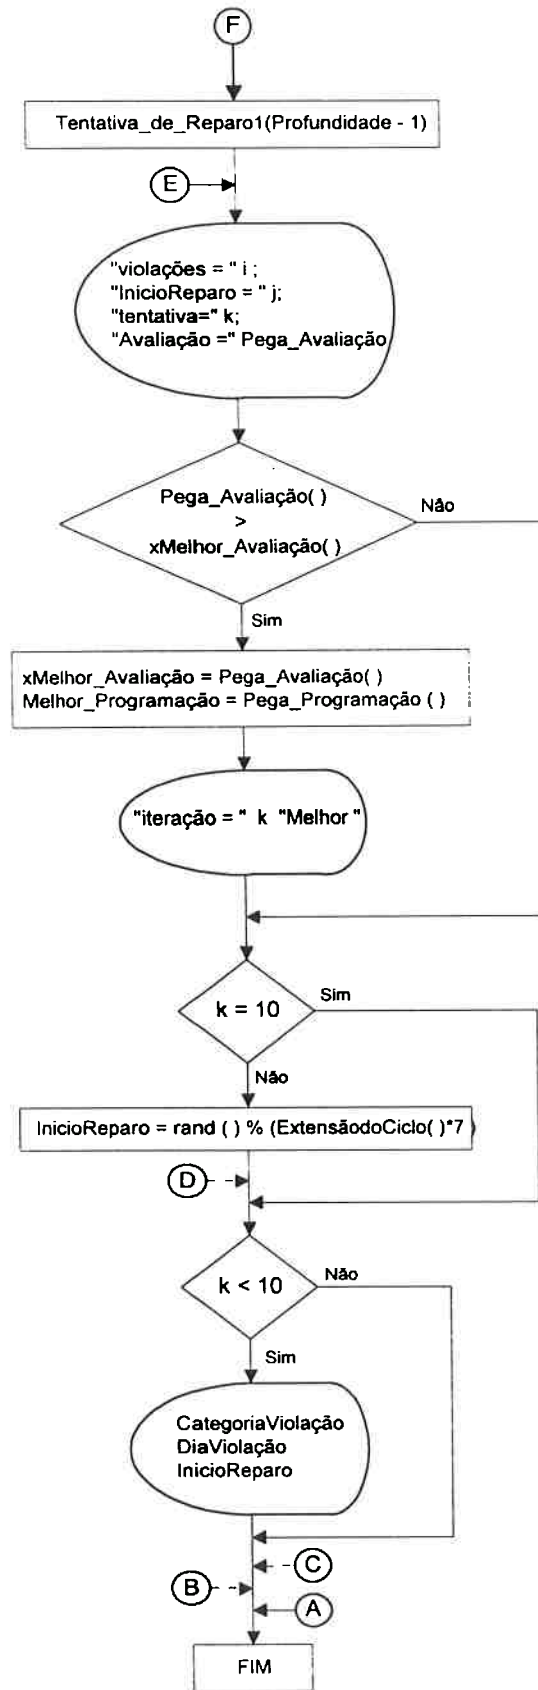 F
Tentativa_de_Reparo1(Profundidade - 1)
E
"violações = " i ;
"InicioReparo = " j;
"tentativa=" k;
"Avaliação =" Pega_Avaliação
Pega_Avaliação( )
>
xMelhor_Avaliação( )
Não
Sim
xMelhor_Avaliação = Pega_Avaliação( )
Melhor_Programação = Pega_Programação ( )
"iteração = " k "Melhor "
k = 10
Sim
Não
InicioReparo = rand ( ) % (ExtensãodoCiclo( )*7 )
D
k < 10
Não
Sim
CategoriaViolação
DiaViolação
InicioReparo
C
B
A
FIM